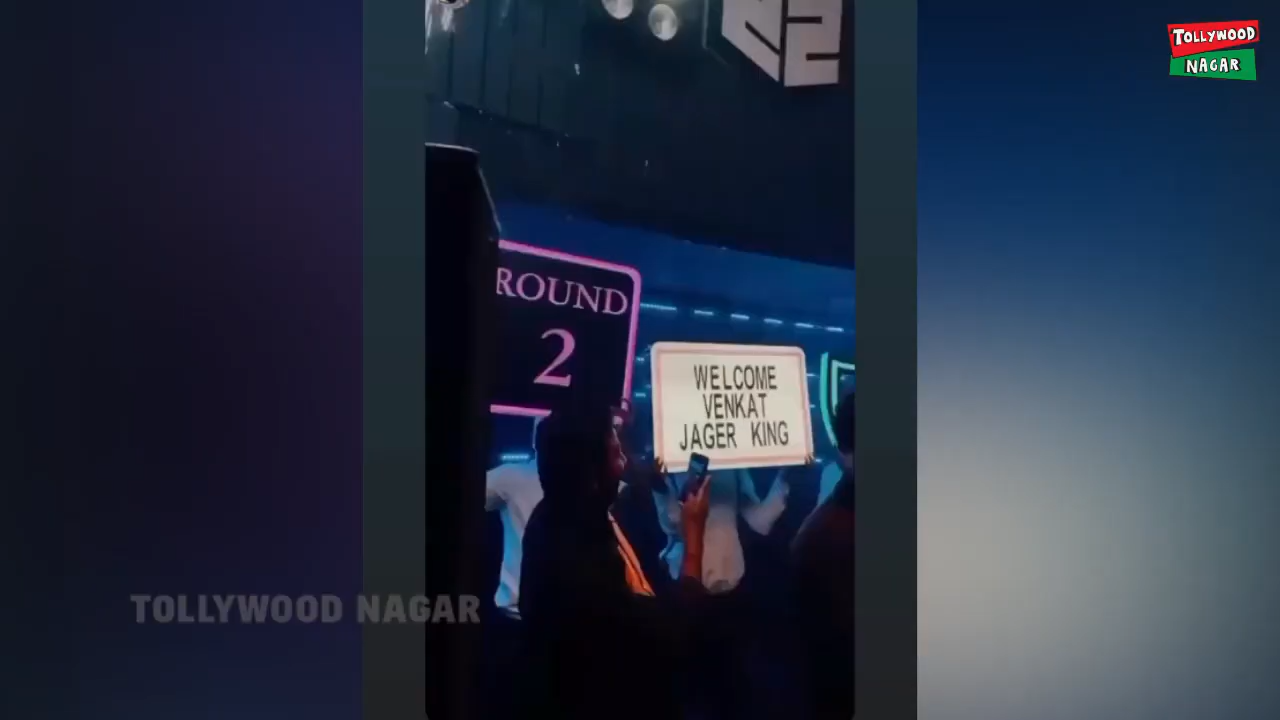 TOLLYWOOD
NAGAR
ROUND
2
WELCOME
VENKAT
JAGER KING
TOLLYWOOD NAGAR